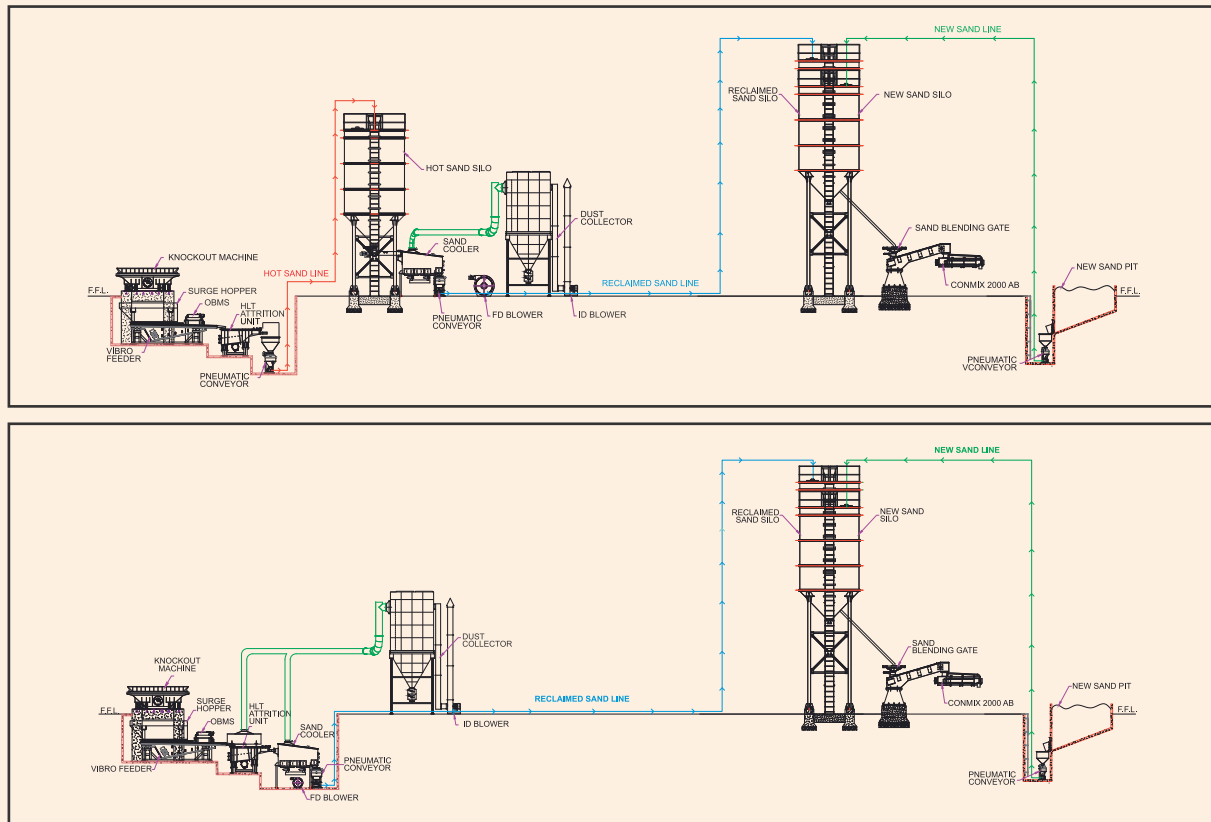 NEW SAND LINE
RECLAIMED
SAND SILO
NEW SAND SILO
HOT SAND SILO
DUST
COLLECTOR
SAND
COOLER
SAND BLENDING GATE
KNOCKOUT MACHINE
HOT SAND LINE
RECLAIMED SAND LINE
CONMIX 2000 AB
NEW SAND PIT
F.F.L.
SURGE HOPPER
F.F.L.
OBMS
HLT
ATTRITION
UNIT
PNEUMATIC
CONVEYOR
FD BLOWER
ID BLOWER
VIBRO
FEEDER
PNEUMATIC
CONVEYOR
PNEUMATIC
VCONVEYOR
NEW SAND LINE
RECLAIMED
SAND SILO
NEW SAND
SILO
DUST
COLLECTOR
SAND
BLENDING GATE
KNOCKOUT
MACHINE
SURGE
HOPPER
HLT
ATTRITION
UNIT
RECLAIMED SAND LINE
CONMIX 2000 AB
NEW SAND PIT
F.F.L.
F.F.L.
OBMS
SAND
COOLER
ID BLOWER
VIBRO FEEDER
PNEUMATIC
CONVEYOR
FD BLOWER
PNEUMATIC
CONVEYOR